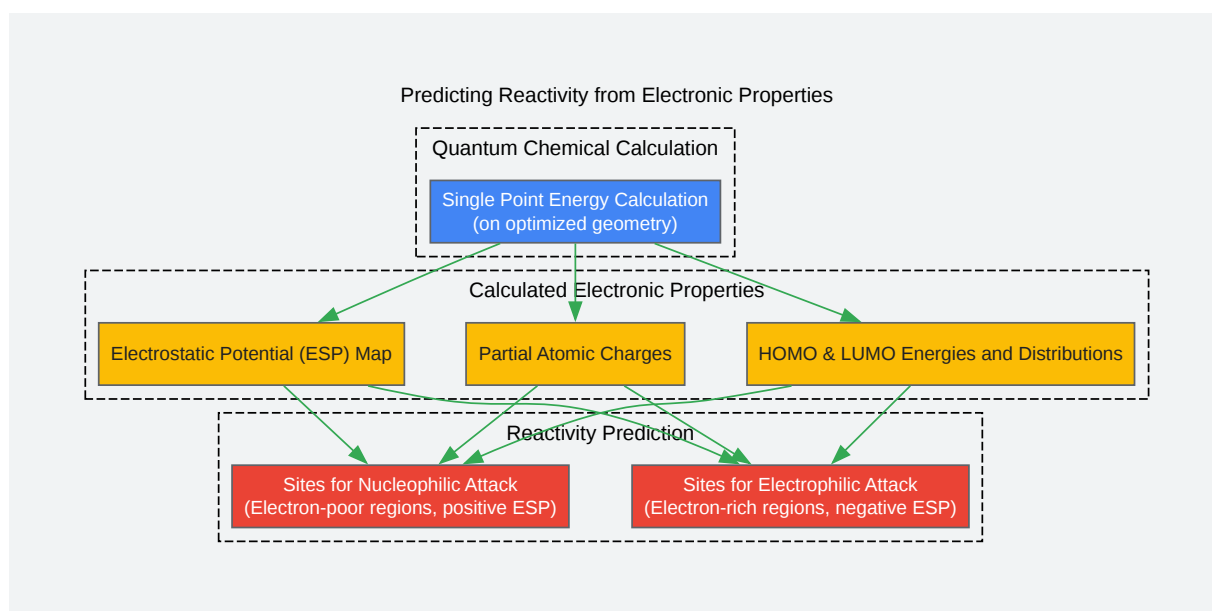 Predicting Reactivity from Electronic Properties
Quantum Chemical Calculation
Single Point Energy Calculation
(on optimized geometry)
Calculated Electronic Properties
Electrostatic Potential (ESP) Map
Partial Atomic Charges
HOMO & LUMO Energies and Distributions
Reactivity Prediction
Sites for Nucleophilic Attack
(Electron-poor regions, positive ESP)
Sites for Electrophilic Attack
(Electron-rich regions, negative ESP)